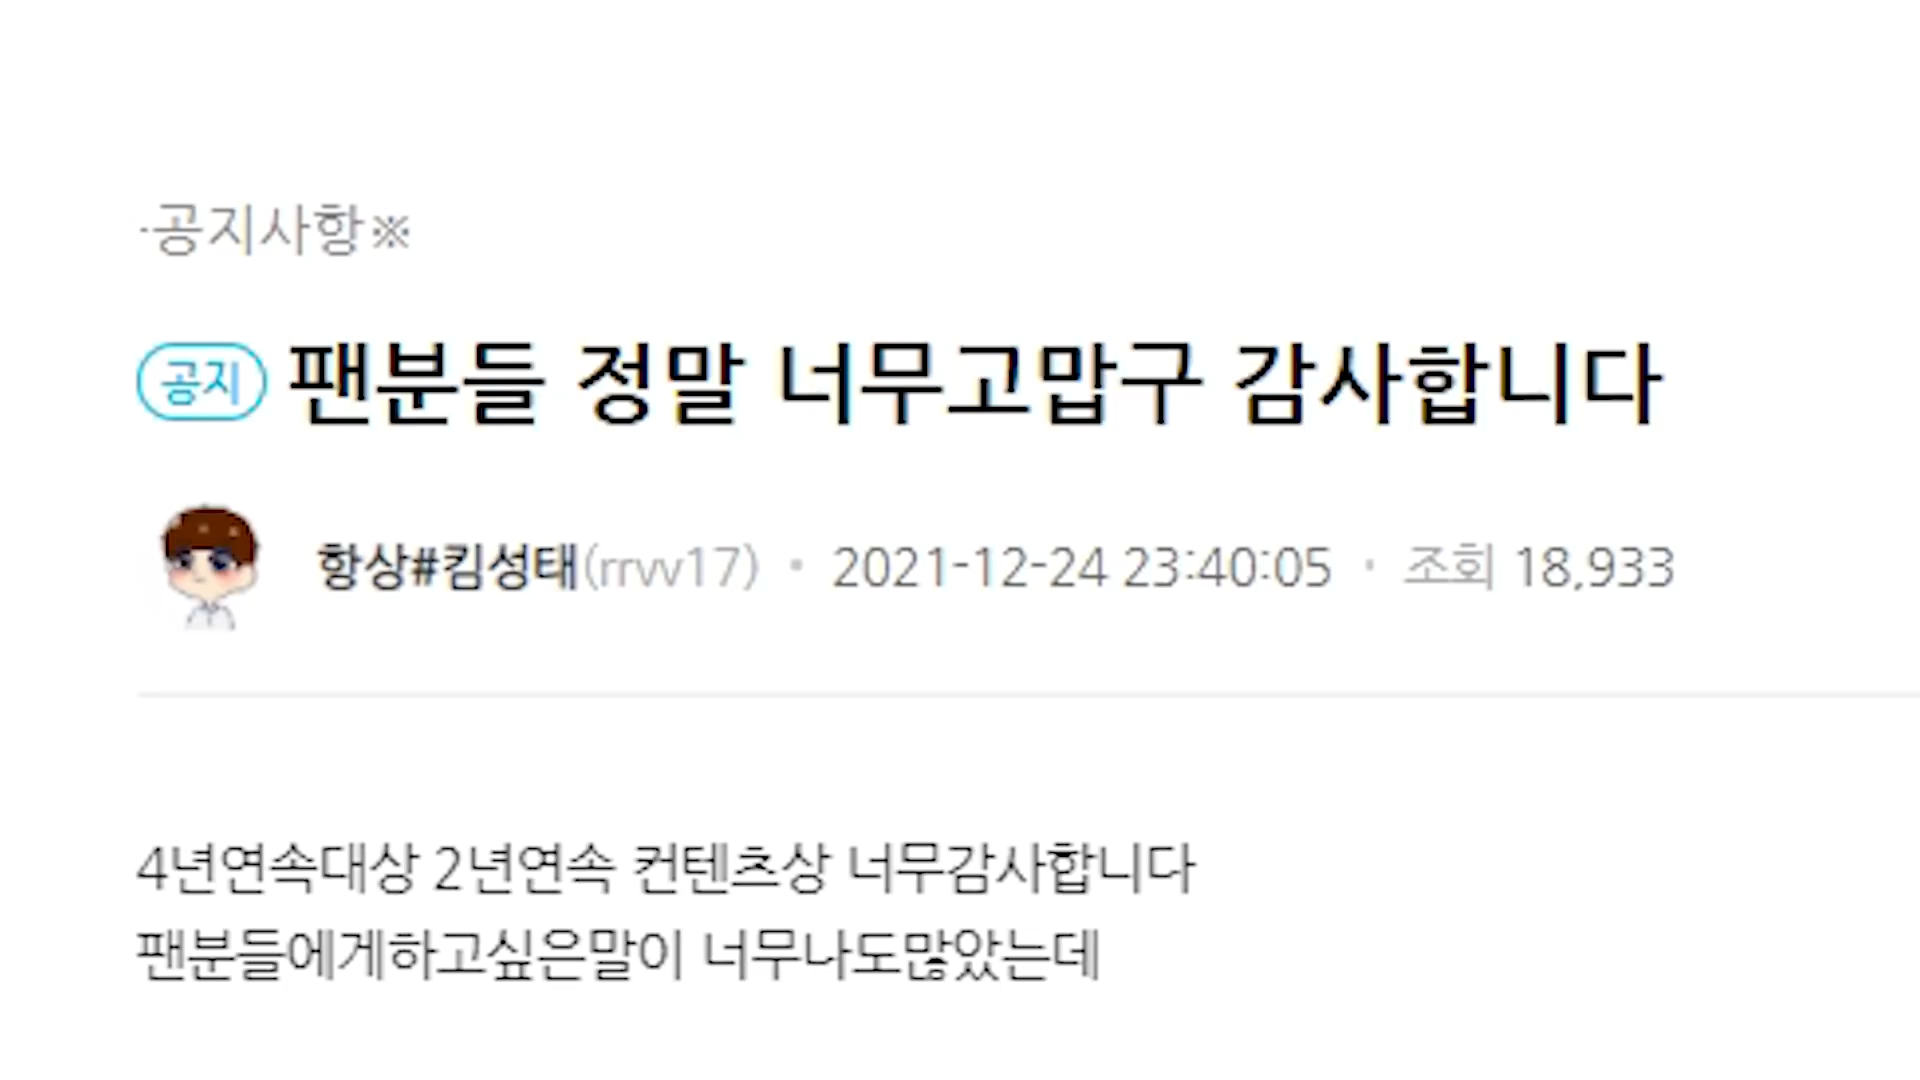 ·공지사항※
공지 팬분들 정말 너무고맙구 감사합니다
항상#킴성태(rrvv17) • 2021-12-24 23:40:05 • 조회 18,933
4년연속대상 2년연속 컨텐츠상 너무감사합니다
팬분들에게하고싶은말이 너무나도많았는데